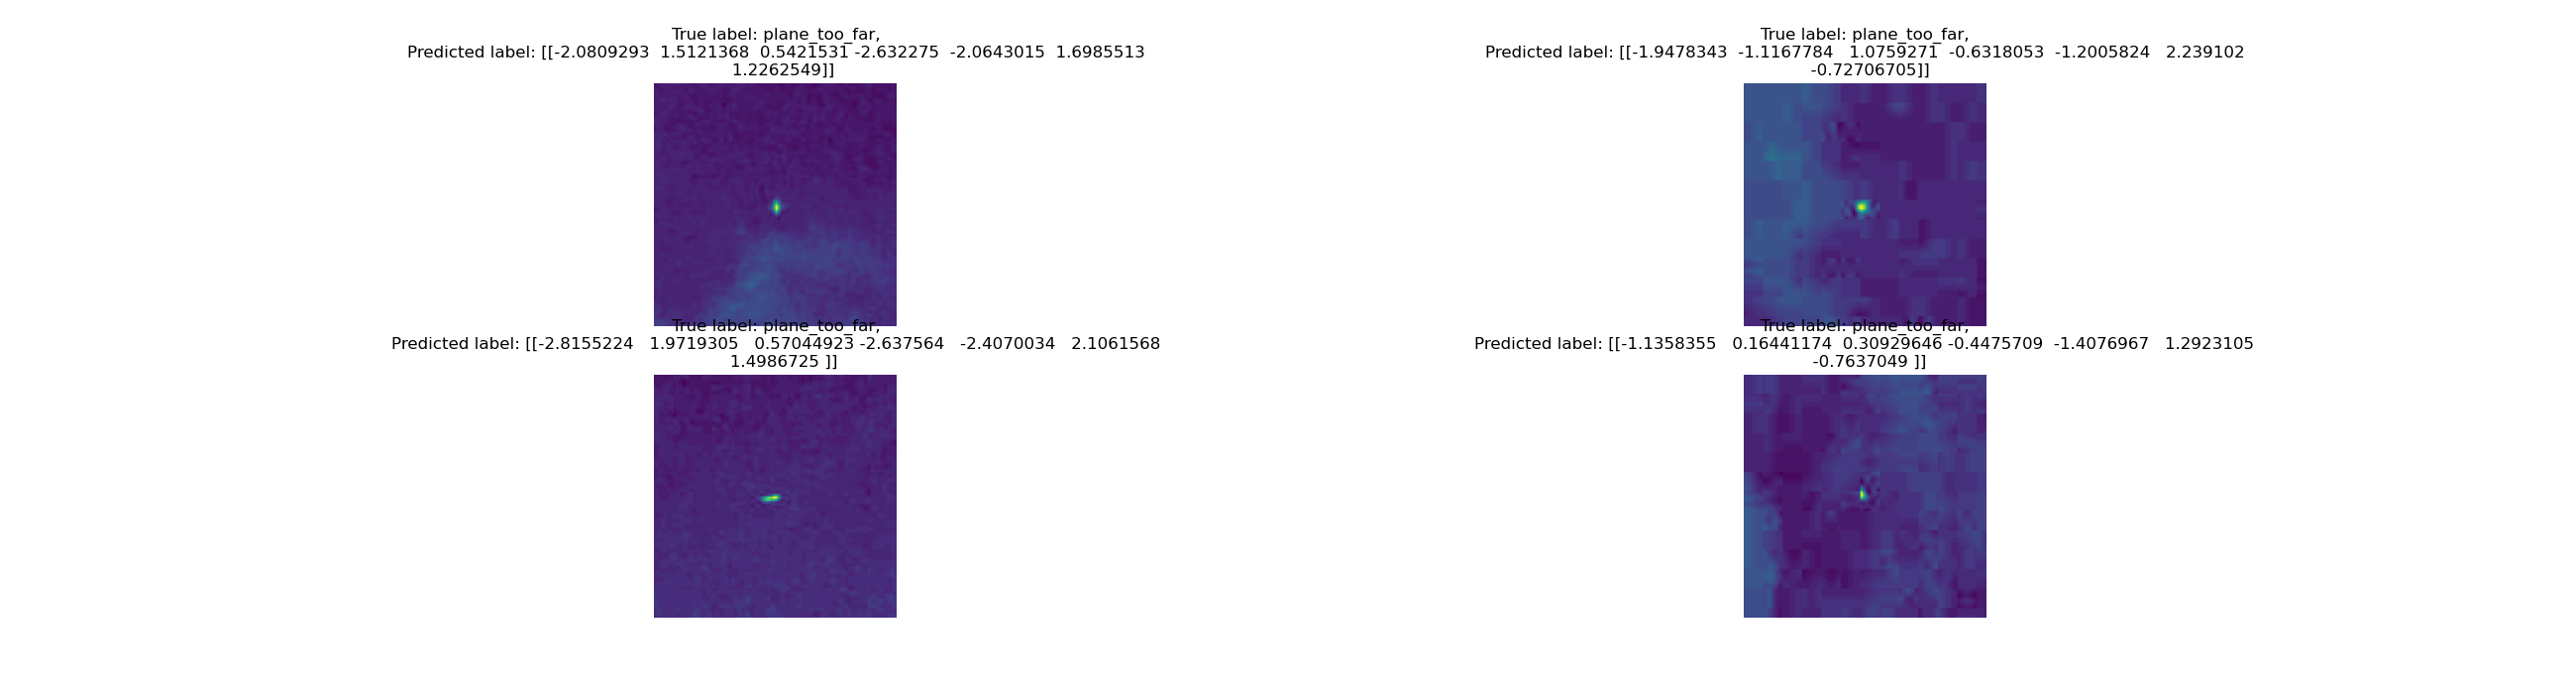 True label: plane_too_far,
Predicted label: [[-2.0809293 1.5121368 0.5421531 -2.632275 -2.0643015 1.6985513
1.2262549]]
True label: plane_too_far,
Predicted label: [[-1.9478343 -1.1167784 1.0759271 -0.6318053 -1.2005824 2.239102
-0.72706705]]
True label: plane_too_far,
Predicted label: [[-2.8155224 1.9719305 0.57044923 -2.637564 -2.4070034 2.1061568
1.4986725 ]]
True label: plane_too_far,
Predicted label: [[-1.1358355 0.16441174 0.30929646 -0.4475709 -1.4076967 1.2923105
-0.7637049 ]]